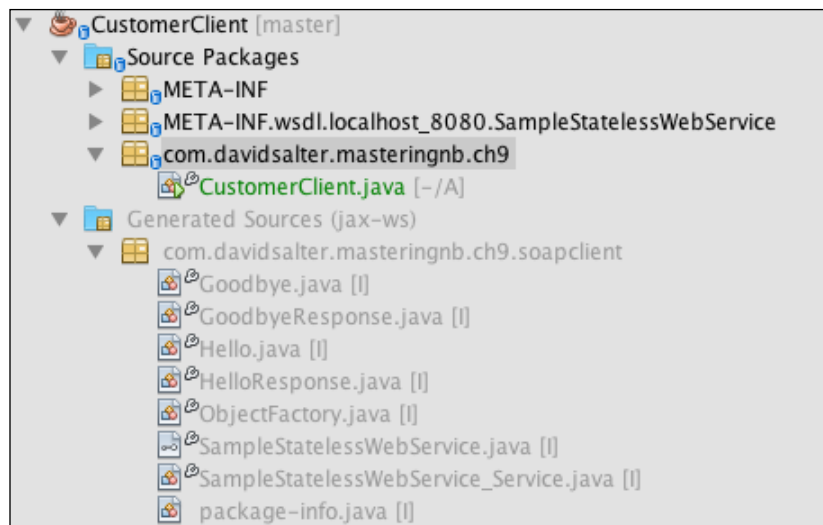 CustomerClient [master]
Source Packages
META-INF
META-INF.wsdl.localhost_8080.SampleStatelessWebService
com.davidsalter.masteringnb.ch9
CustomerClient.java [-/A]
Generated Sources (jax-ws)
com.davidsalter.masteringnb.ch9.soapclient
Goodbye.java [I]
GoodbyeResponse.java [I]
Hello.java [I]
HelloResponse.java [I]
ObjectFactory.java [I]
SampleStatelessWebService.java [I]
SampleStatelessWebService_Service.java [I]
package-info.java [I]